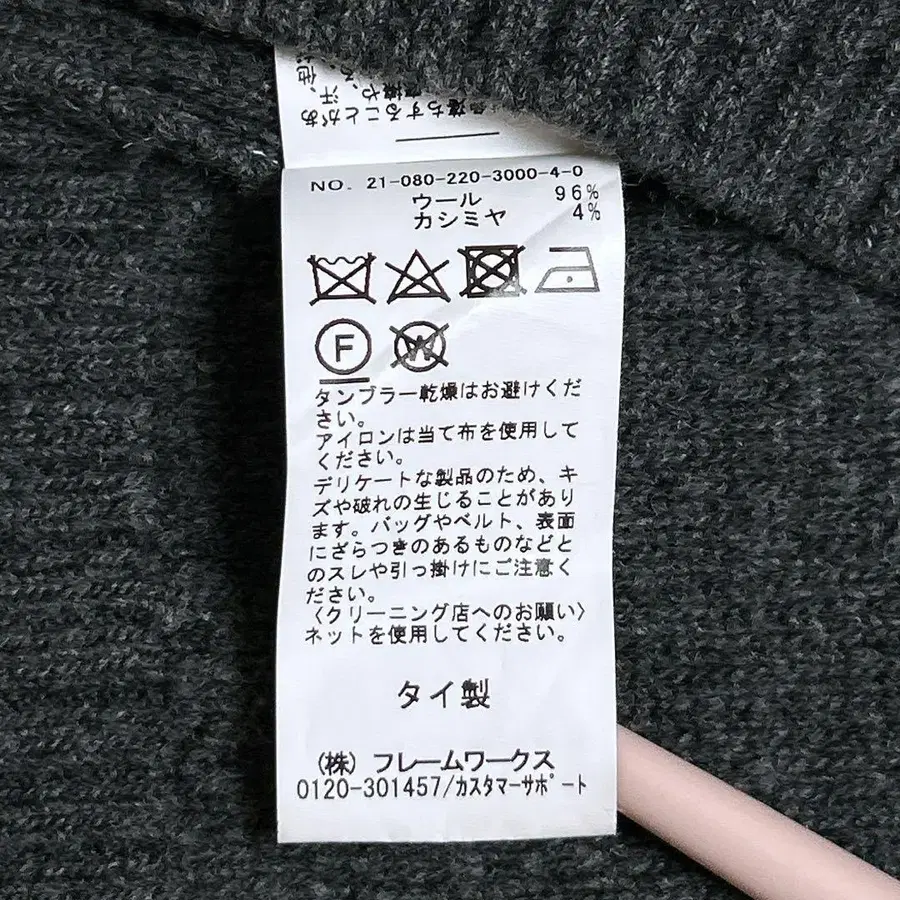 落ちすることがあ
NO. 21-080-220-3000-4-0
ウール 96%
カシミヤ 4%
F
W
タンブラー乾燥はお避けくだ
さい。
アイロンは当て布を使用して
ください。
デリケートな製品のため、キ
ズや破れの生じることがあり
ます。バッグやベルト、表面
にざらつきのあるものなどと
のスレや引っ掛けにご注意く
ださい。
〈クリーニング店へのお願い〉
ネットを使用してください。
タイ製
(株) フレームワークス
0120-301457/カスタマーサポート